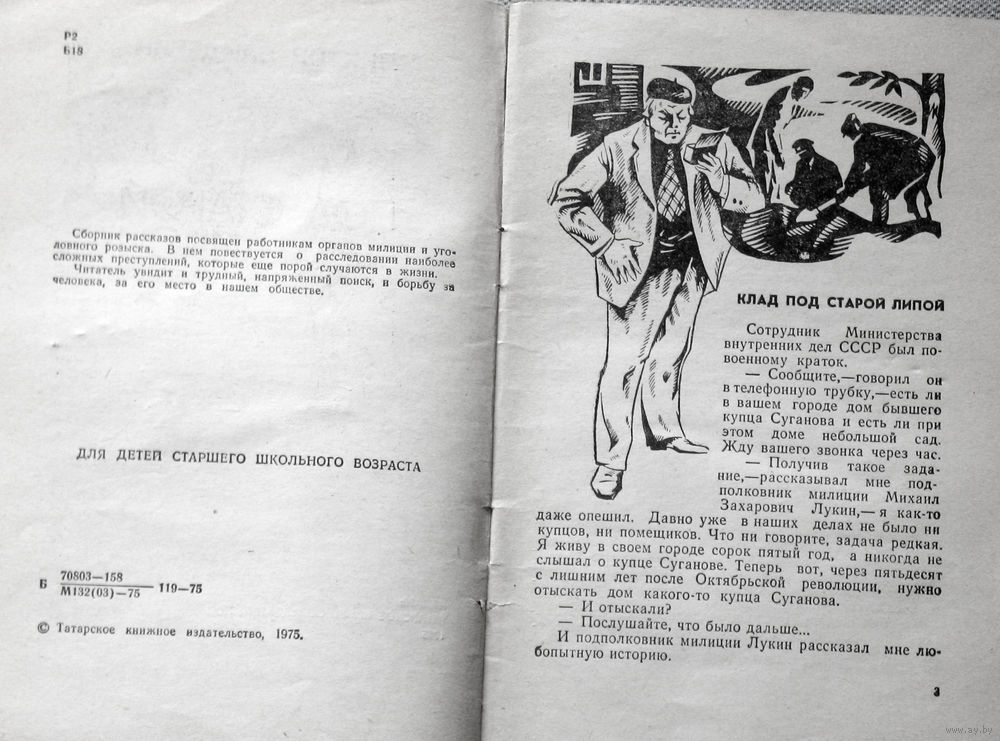 Р2
Б18
Сборник рассказов посвящен работникам органов милиции и уго-
ловного розыска. В нем повествуется о расследовании наиболее
сложных преступлений, которые еще порой случаются в жизни.
Читатель увидит и трудный, напряженный поиск, и борьбу за
человека, за его место в нашем обществе.
ДЛЯ ДЕТЕЙ СТАРШЕГО ШКОЛЬНОГО ВОЗРАСТА
Б 70803—158
М132(03)—75 119—75
© Татарское книжное издательство, 1975.
КЛАД ПОД СТАРОЙ ЛИПОЙ
Сотрудник Министерства
внутренних дел СССР был по-
военному краток.
— Сообщите,—говорил он
в телефонную трубку,—есть ли
в вашем городе дом бывшего
купца Суганова и есть ли при
этом доме небольшой сад.
Жду вашего звонка через час.
— Получив такое зада-
ние,—рассказывал мне под-
полковник милиции Михаил
Захарович Лукин,— я как-то
даже опешил. Давно уже в наших делах не было ни
купцов, ни помещиков. Что ни говорите, задача редкая.
Я живу в своем городе сорок пятый год, а никогда не
слышал о купце Суганове. Теперь вот, через пятьдесят
с лишним лет после Октябрьской революции, нужно
отыскать дом какого-то купца Суганова.
— И отыскали?
— Послушайте, что было дальше...
И подполковник милиции Лукин рассказал мне лю-
бопытную историю.
3
www.ay.by